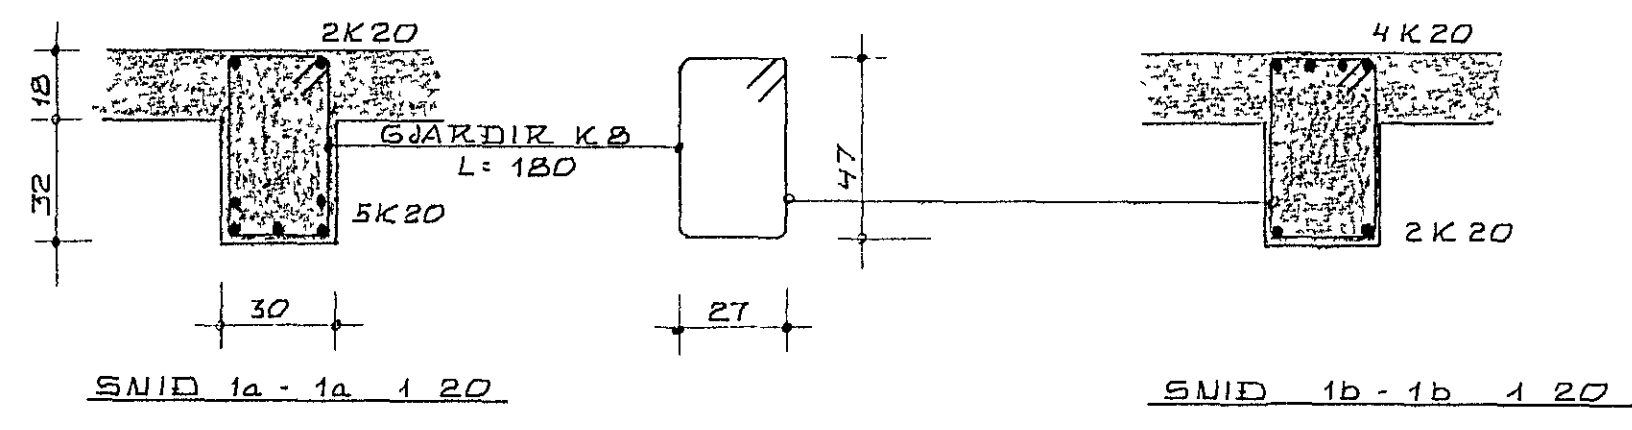 2K20
4K20
18
GJARDIR K8
L= 180
47
32
5K20
2K20
30
27
SNID 1a - 1a 1 20
SNID 1b - 1b 1 20